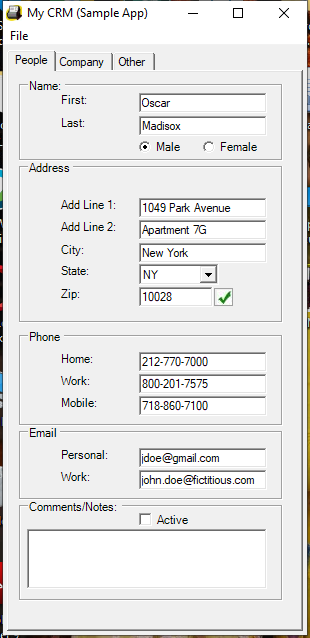 My CRM (Sample App)
File
People Company Other
Name:
First: Oscar
Last: Madisox
Male Female
Address
Add Line 1: 1049 Park Avenue
Add Line 2: Apartment 7G
City: New York
State: NY
Zip: 10028
Phone
Home: 212-770-7000
Work: 800-201-7575
Mobile: 718-860-7100
Email
Personal: jdoe@gmail.com
Work: john.doe@fictitious.com
Comments/Notes:
Active